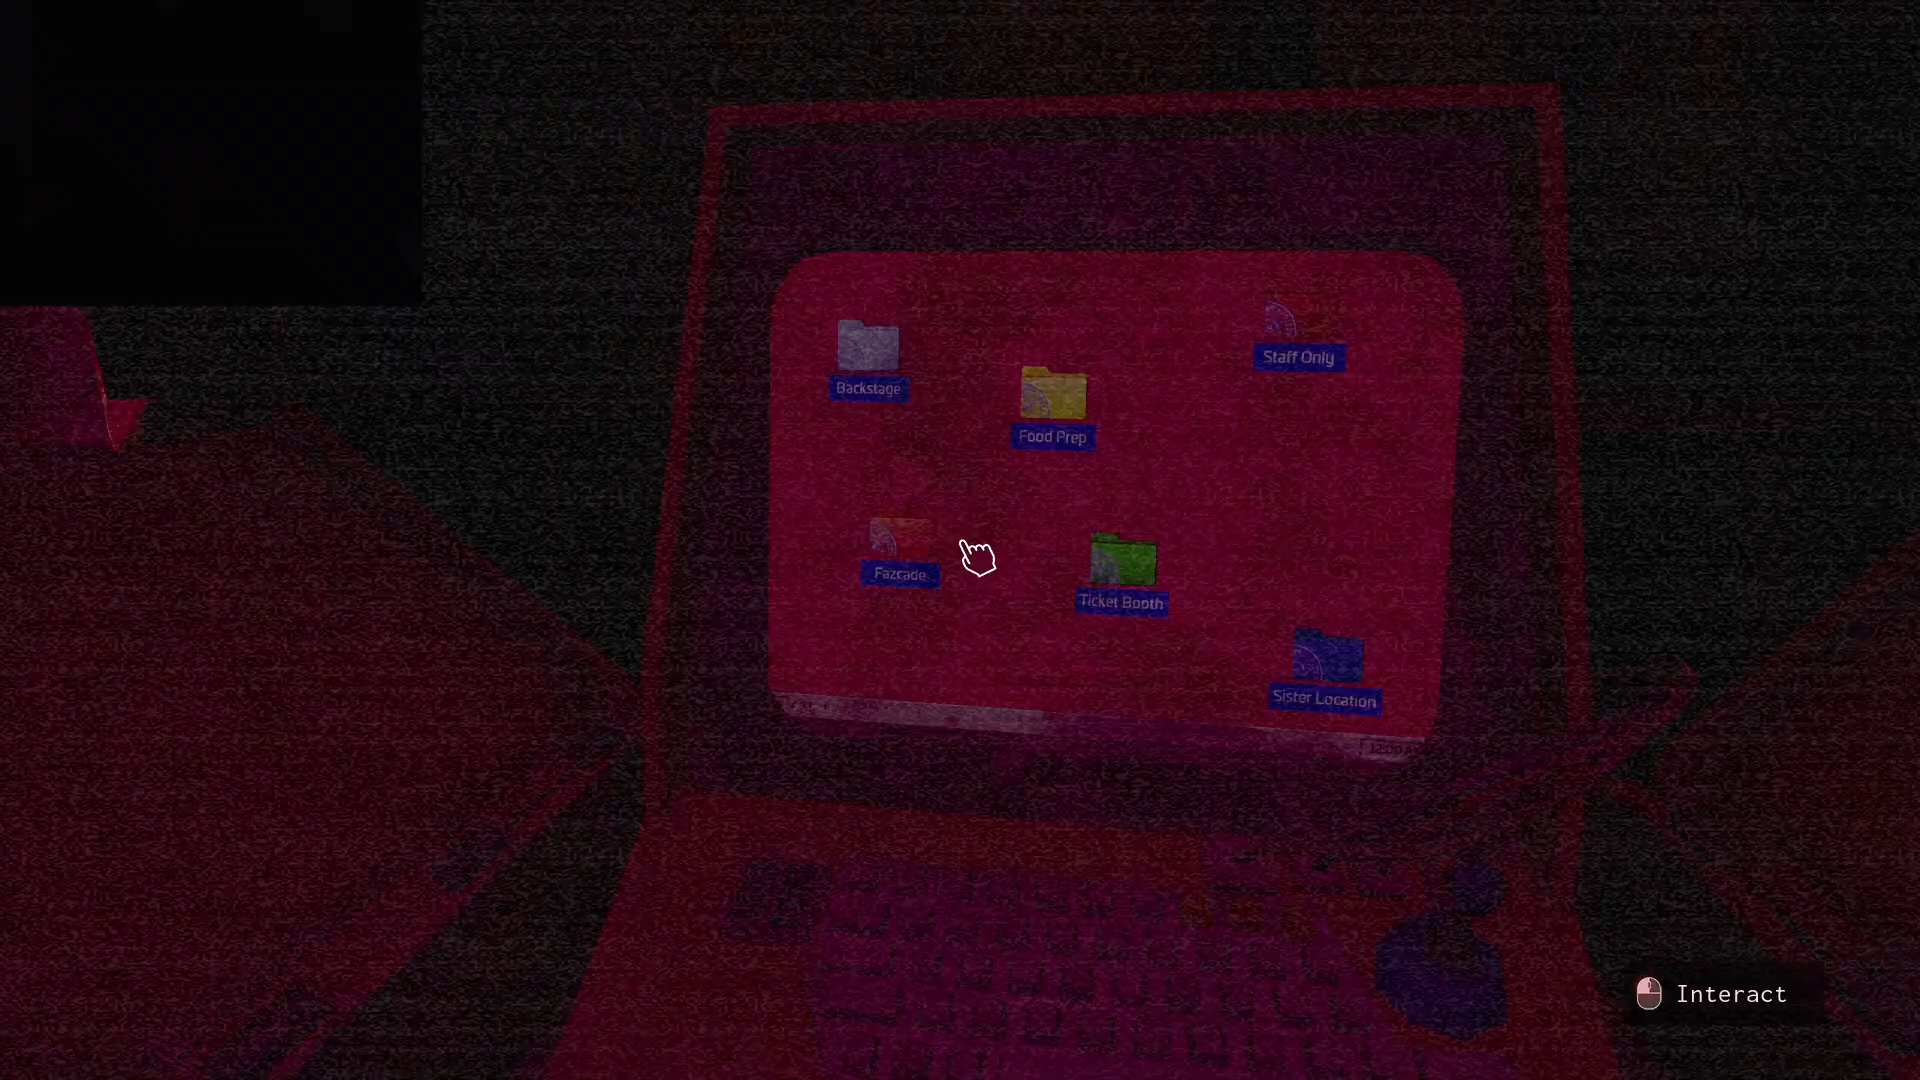 Staff Only
Backstage
Food Prep
Fazcade
Ticket Booth
Sister Location
Interact